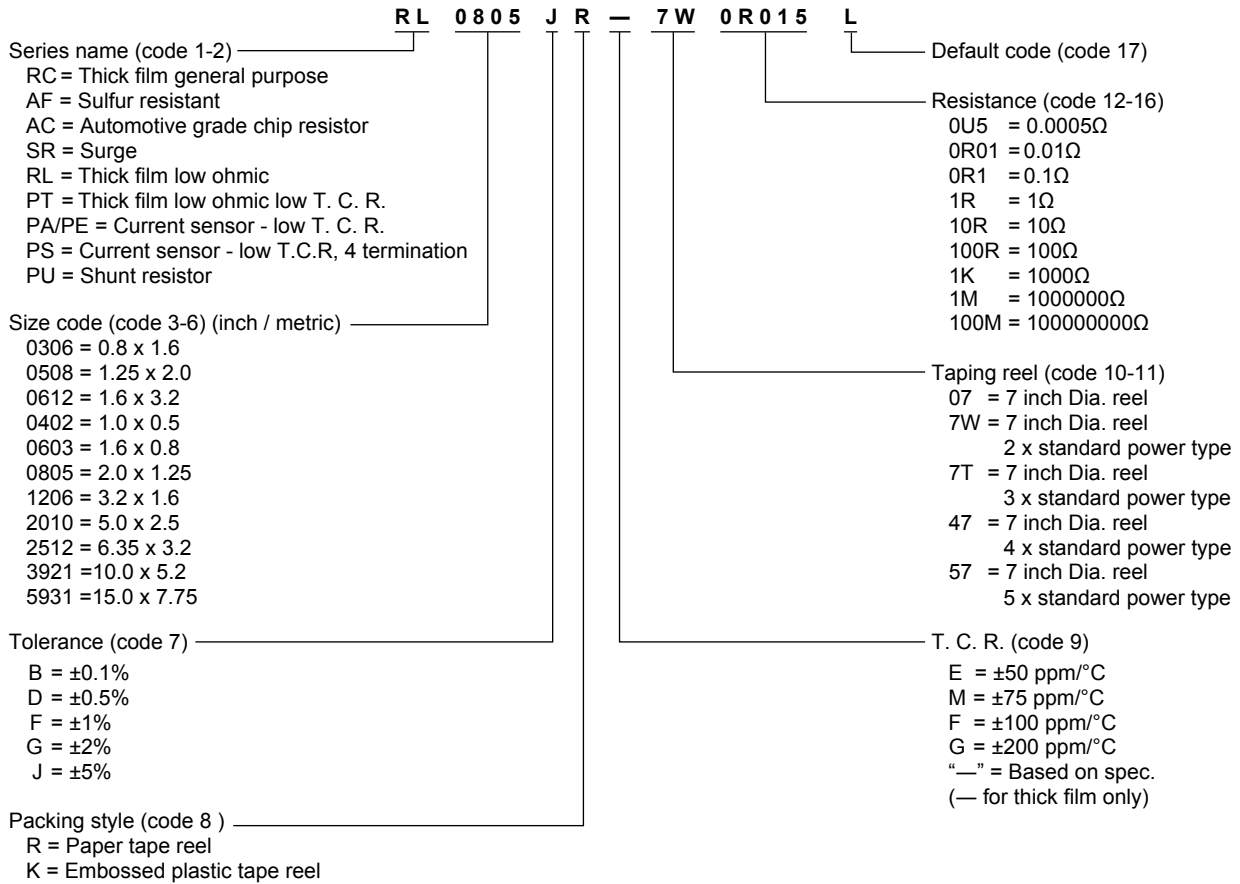 RL 0805 J R — 7W 0R015 L
Series name (code 1-2)
RC = Thick film general purpose
AF = Sulfur resistant
AC = Automotive grade chip resistor
SR = Surge
RL = Thick film low ohmic
PT = Thick film low ohmic low T. C. R.
PA/PE = Current sensor - low T. C. R.
PS = Current sensor - low T.C.R, 4 termination
PU = Shunt resistor
Size code (code 3-6) (inch / metric)
0306 = 0.8 x 1.6
0508 = 1.25 x 2.0
0612 = 1.6 x 3.2
0402 = 1.0 x 0.5
0603 = 1.6 x 0.8
0805 = 2.0 x 1.25
1206 = 3.2 x 1.6
2010 = 5.0 x 2.5
2512 = 6.35 x 3.2
3921 =10.0 x 5.2
5931 =15.0 x 7.75
Tolerance (code 7)
B = ±0.1%
D = ±0.5%
F = ±1%
G = ±2%
J = ±5%
Packing style (code 8 )
R = Paper tape reel
K = Embossed plastic tape reel
Default code (code 17)
Resistance (code 12-16)
0U5 = 0.0005Ω
0R01 =0.01Ω
0R1 =0.1Ω
1R = 1Ω
10R = 10Ω
100R = 100Ω
1K = 1000Ω
1M = 1000000Ω
100M = 100000000Ω
Taping reel (code 10-11)
07 = 7 inch Dia. reel
7W = 7 inch Dia. reel
2 x standard power type
7T = 7 inch Dia. reel
3 x standard power type
47 = 7 inch Dia. reel
4 x standard power type
57 = 7 inch Dia. reel
5 x standard power type
T. C. R. (code 9)
E = ±50 ppm/°C
M = ±75 ppm/°C
F = ±100 ppm/°C
G = ±200 ppm/°C
“—” = Based on spec.
(— for thick film only)